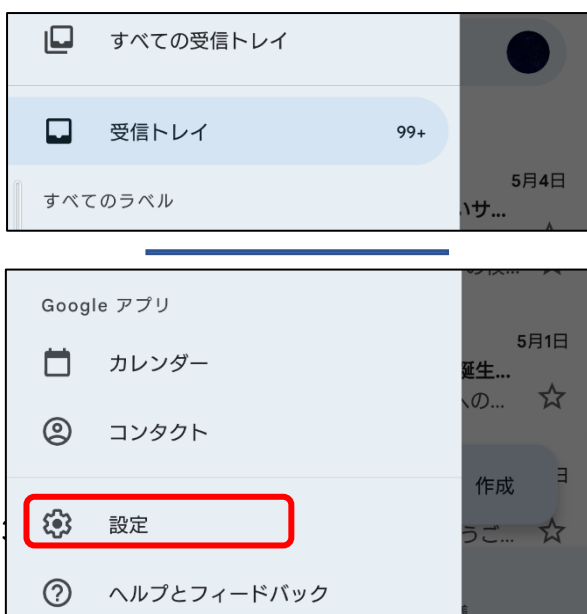 すべての受信トレイ
受信トレイ 99+
すべてのラベル
5月4日
いサ...
Google アプリ
カレンダー
5月1日
誕生...
への...
コンタクト
作成
日
設定
うご...
ヘルプとフィードバック